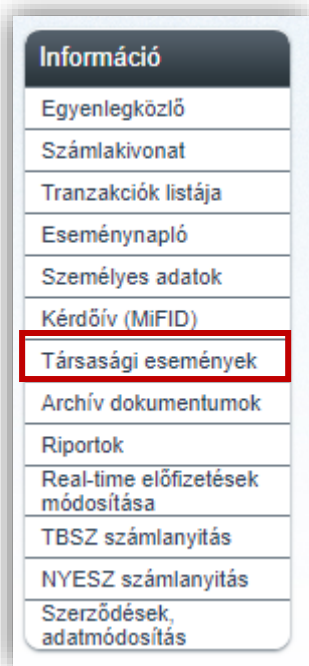 Információ
Egyenlegközlő
Számlakivonat
Tranzakciók listája
Eseménynapló
Személyes adatok
Kérdőív (MiFID)
Társasági események
Archív dokumentumok
Riportok
Real-time előfizetések
módosítása
TBSZ számlanyitás
NYESZ számlanyitás
Szerződések,
adatmódosítás